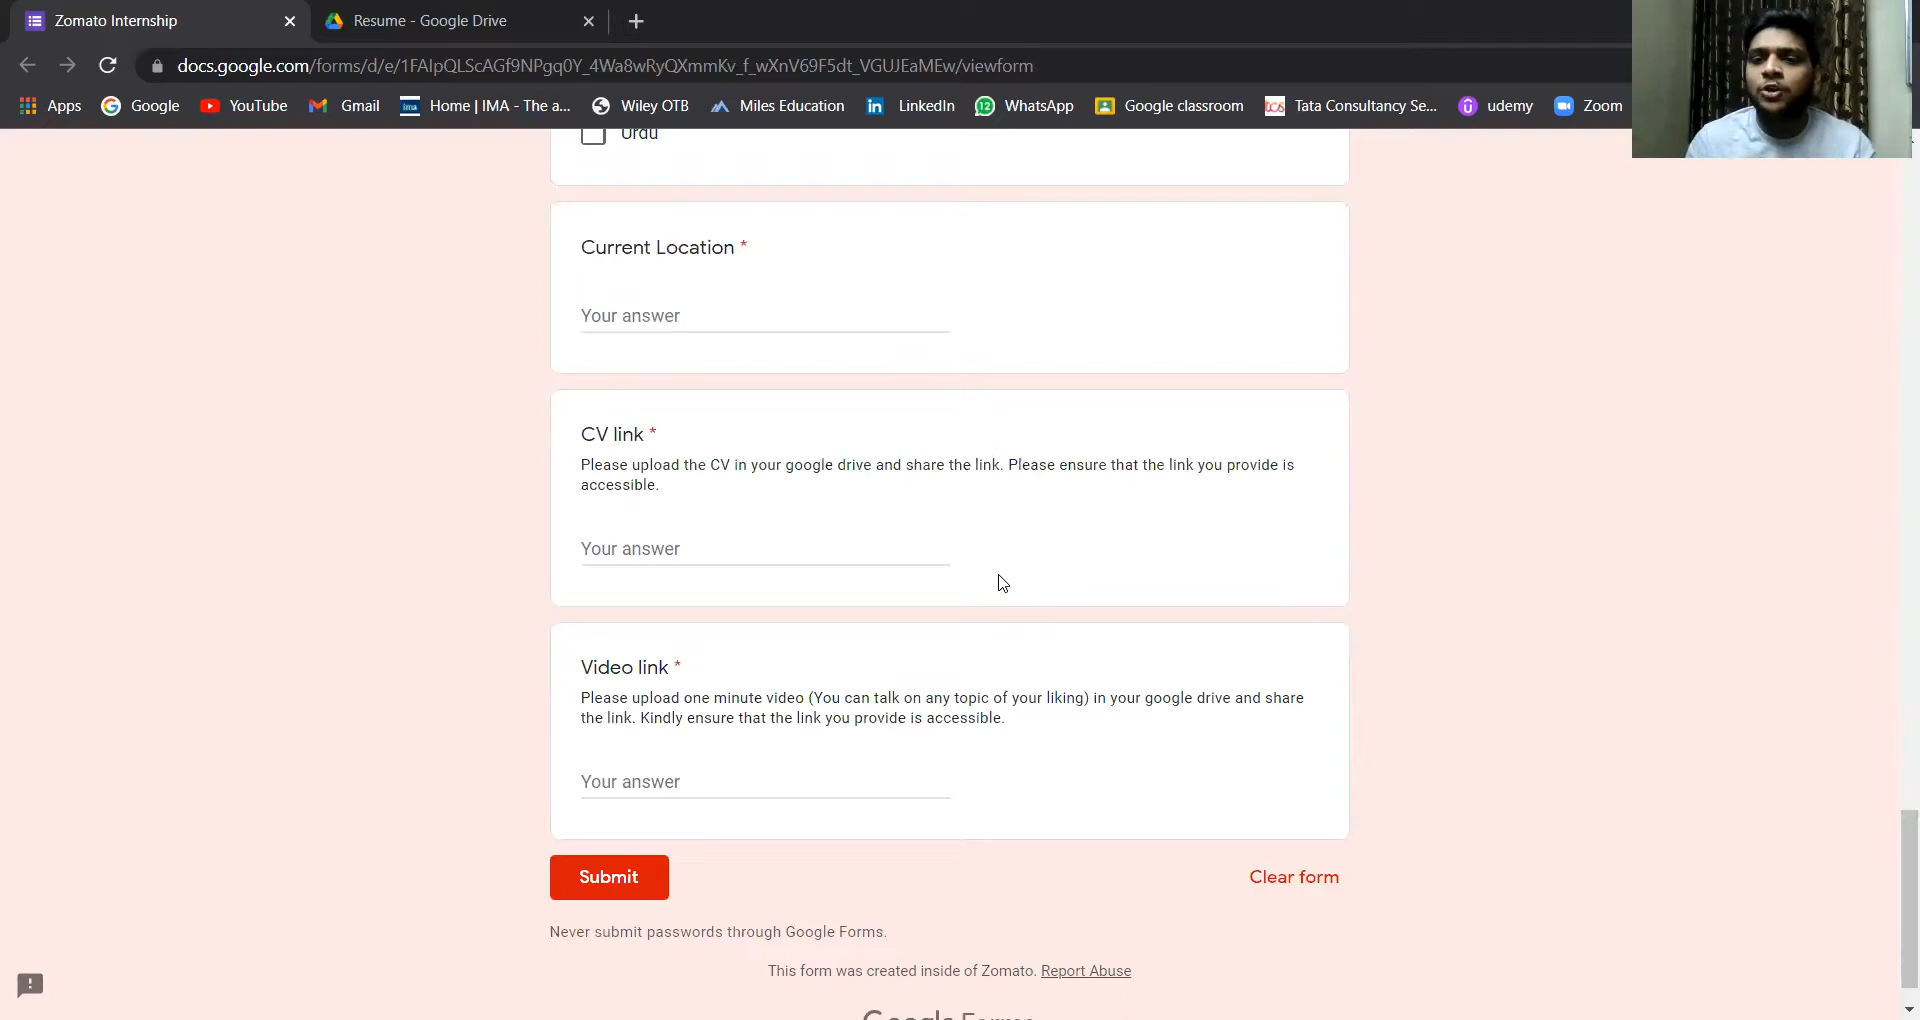 Zomato Internship
Resume - Google Drive
docs.google.com/forms/d/e/1FAIpQLScAGf9NPgq0Y_4Wa8wRyQXmmKv_f_wXnV69F5dt_VGUJEaMEw/viewform
Apps Google YouTube Gmail Home | IMA - The a... Wiley OTB Miles Education LinkedIn 12 WhatsApp Google classroom Tata Consultancy Se... udemy Zoom
Urdu
Current Location *
Your answer
CV link *
Please upload the CV in your google drive and share the link. Please ensure that the link you provide is
accessible.
Your answer
Video link *
Please upload one minute video (You can talk on any topic of your liking) in your google drive and share
the link. Kindly ensure that the link you provide is accessible.
Your answer
Submit Clear form
Never submit passwords through Google Forms.
This form was created inside of Zomato. Report Abuse
Google Forms